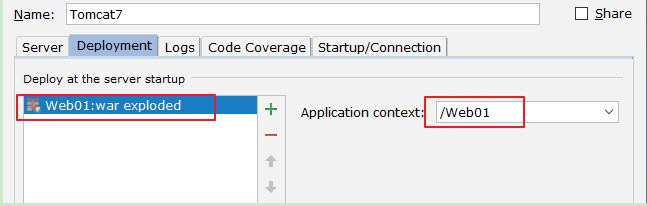 Name: Tomcat7 Share
Server Deployment Logs Code Coverage Startup/Connection
Deploy at the server startup
Web01:war exploded
Application context: /Web01